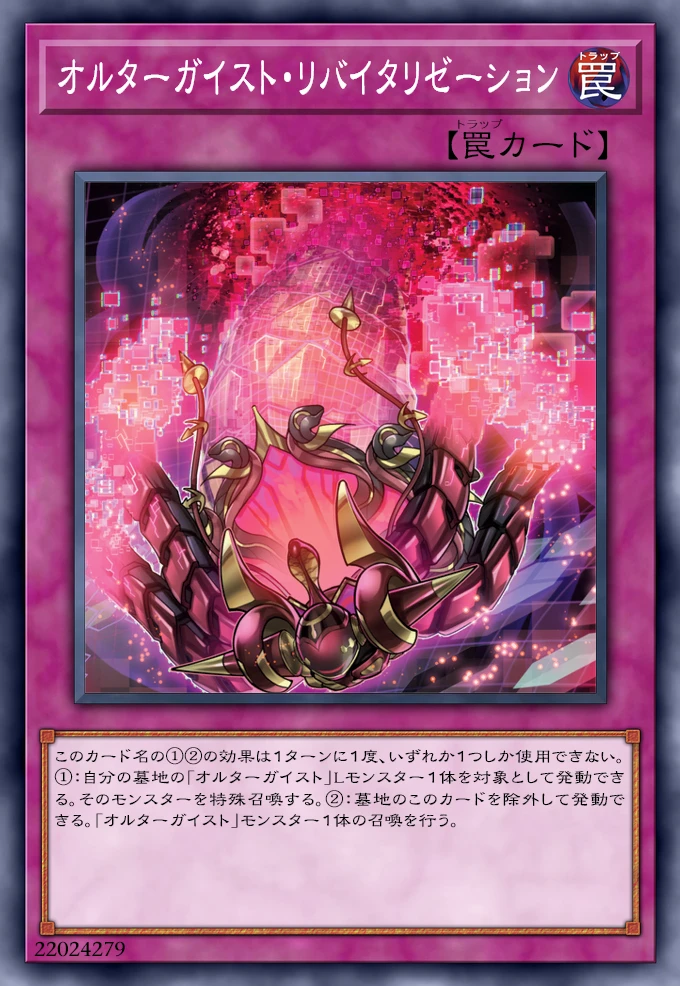 オルターガイスト・リバイタリゼーション
トラップ
罠
トラップ
【罠カード】
このカード名の①②の効果は1ターンに1度、いずれか1つしか使用できない。
①:自分の墓地の「オルターガイスト」Lモンスター1体を対象として発動でき
る。そのモンスターを特殊召喚する。②:墓地のこのカードを除外して発動で
きる。「オルターガイスト」モンスター1体の召喚を行う。
22024279